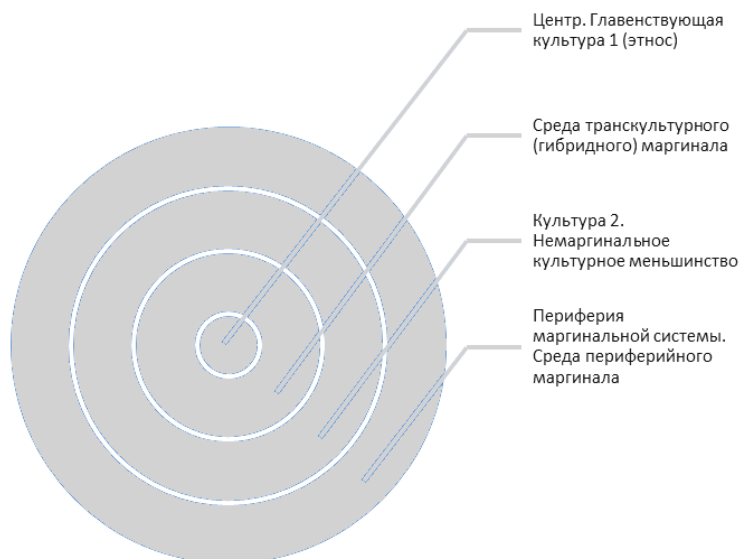 Центр. Главенствующая
культура 1 (этнос)
Среда транскультурного
(гибридного) маргинала
Культура 2.
Немаргинальное
культурное меньшинство
Периферия
маргинальной системы.
Среда периферийного
маргинала